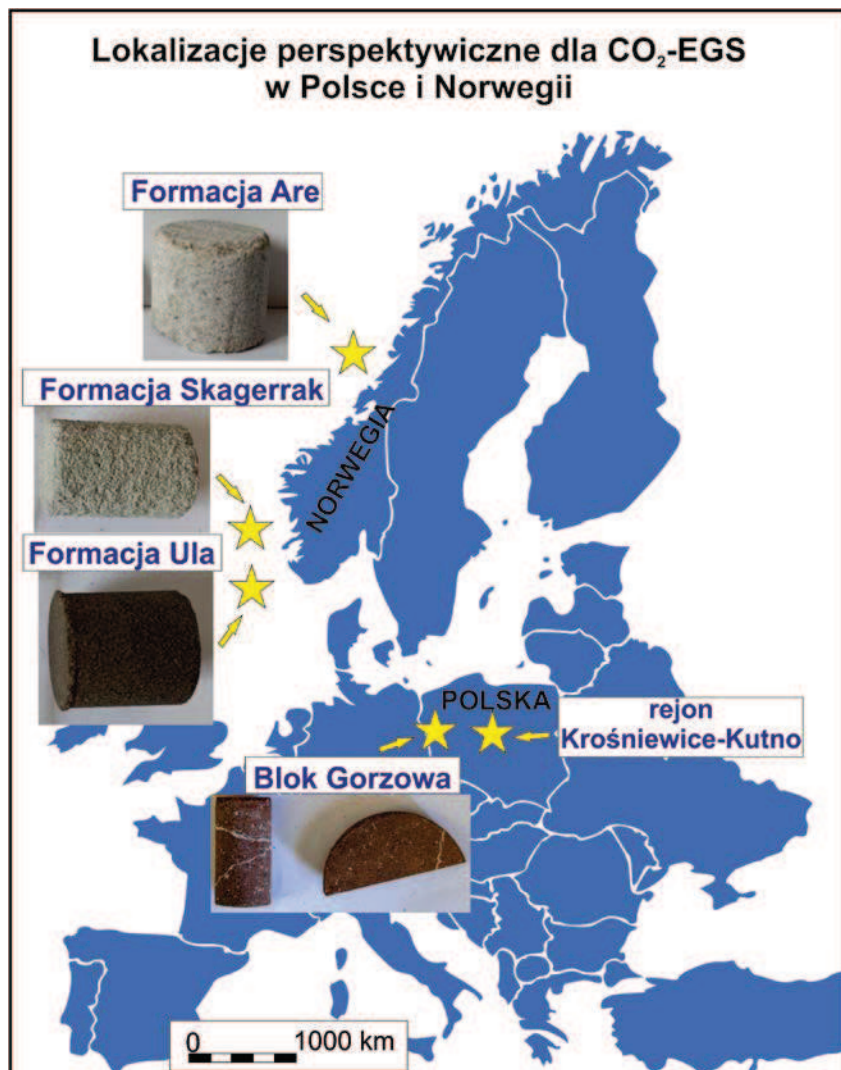 Lokalizacje perspektywiczne dla CO₂-EGS
w Polsce i Norwegii
Formacja Are
Formacja Skagerrak
NORWEGIA
Formacja Ula
POLSKA
rejon
Krośniewice-Kutno
Blok Gorzowa
0 1000 km